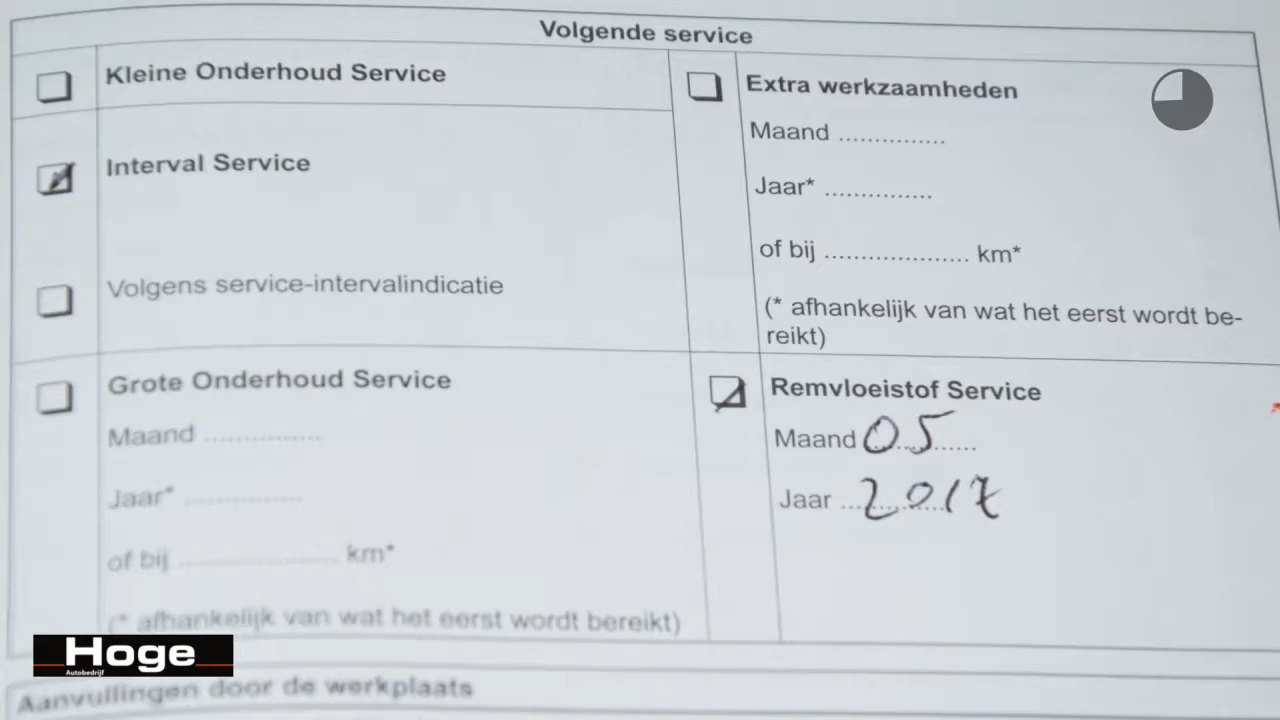 Volgende service
Kleine Onderhoud Service
Interval Service
Volgens service-intervalindicatie
Grote Onderhoud Service
Maand ...............
Jaar* ...............
of bij .................... km*
(* afhankelijk van wat het eerst wordt bereikt)
Extra werkzaamheden
Maand ...............
Jaar* ...............
of bij .................... km*
(* afhankelijk van wat het eerst wordt be-
reikt)
Remvloeistof Service
Maand 05
Jaar 2017
Hoge
Autobedrijf
Aanvullingen door de werkplaats